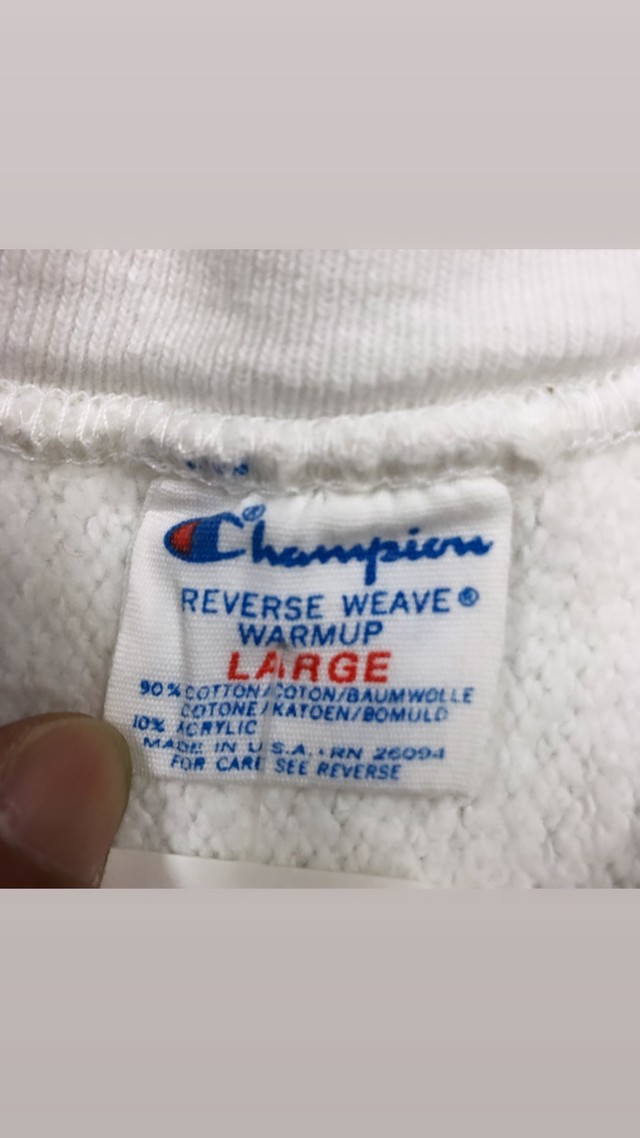 Champion®
REVERSE WEAVE®
WARMUP
LARGE
90% COTTON/COTON/BAUMWOLLE
COTONE/KATOEN/BOMULD
10% ACRYLIC
MADE IN U.S.A. · RN 26094
FOR CARE SEE REVERSE